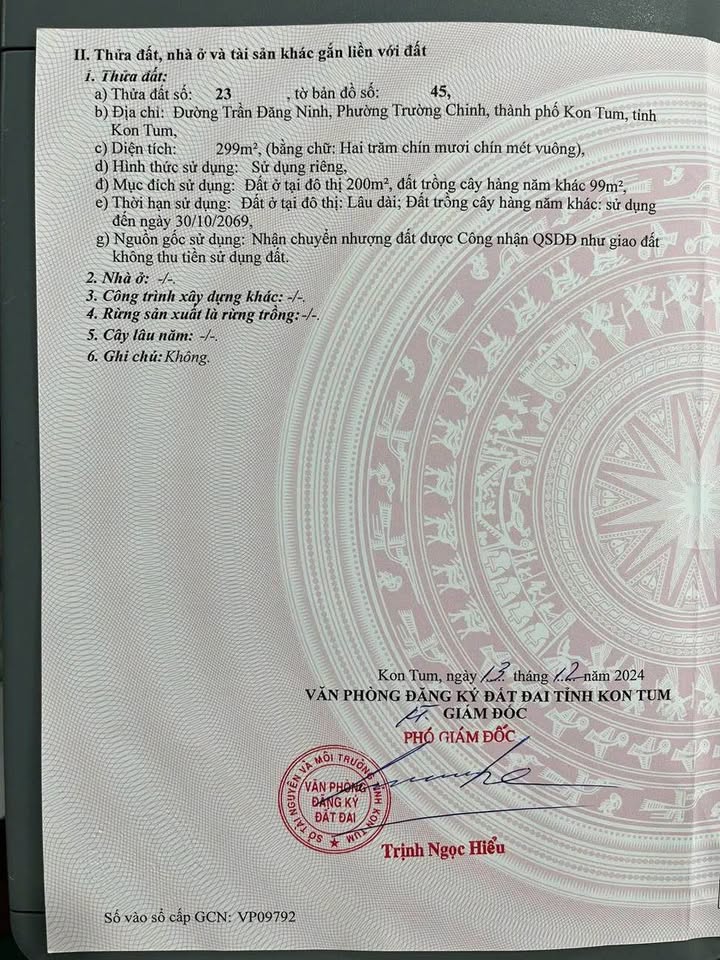 II. Thửa đất, nhà ở và tài sản khác gắn liền với đất
1. Thửa đất:
a) Thửa đất số: 23 , tờ bản đồ số: 45,
b) Địa chỉ: Đường Trần Đăng Ninh, Phường Trường Chinh, thành phố Kon Tum, tỉnh
Kon Tum,
c) Diện tích: 299m², (bằng chữ: Hai trăm chín mươi chín mét vuông),
d) Hình thức sử dụng: Sử dụng riêng,
đ) Mục đích sử dụng: Đất ở tại đô thị 200m², đất trồng cây hàng năm khác 99m²,
e) Thời hạn sử dụng: Đất ở tại đô thị: Lâu dài; Đất trồng cây hàng năm khác: sử dụng
đến ngày 30/10/2069,
g) Nguồn gốc sử dụng: Nhận chuyển nhượng đất được Công nhận QSDĐ như giao đất
không thu tiền sử dụng đất.
2. Nhà ở: -/-.
3. Công trình xây dựng khác: -/-.
4. Rừng sản xuất là rừng trồng: -/-.
5. Cây lâu năm: -/-.
6. Ghi chú: Không.
Kon Tum, ngày 13 tháng 12 năm 2024
VĂN PHÒNG ĐĂNG KÝ ĐẤT ĐAI TỈNH KON TUM
KT. GIÁM ĐỐC
PHÓ GIÁM ĐỐC
SỞ TÀI NGUYÊN VÀ MÔI TRƯỜNG TỈNH KON TUM
VĂN PHÒNG
ĐĂNG KÝ
ĐẤT ĐAI
Trịnh Ngọc Hiểu
Số vào sổ cấp GCN: VP09792